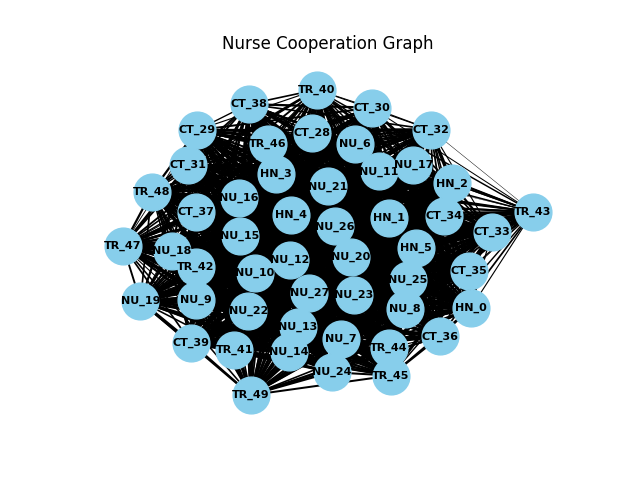 Nurse Cooperation Graph
TR_40
CT_38
CT_30
CT_29
CT_32
CT_28
TR_46
NU_6
CT_31
NU_17
NU_11
HN_3
HN_2
NU_21
TR_48
NU_16
CT_37
TR_43
HN_4
CT_34
HN_1
NU_26
CT_33
NU_15
TR_47
HN_5
NU_18
NU_20
NU_12
TR_42
CT_35
NU_10
NU_25
NU_27
NU_23
NU_19
NU_9
HN_0
NU_8
NU_22
NU_13
CT_36
NU_7
CT_39
TR_44
TR_41
NU_14
NU_24
TR_45
TR_49